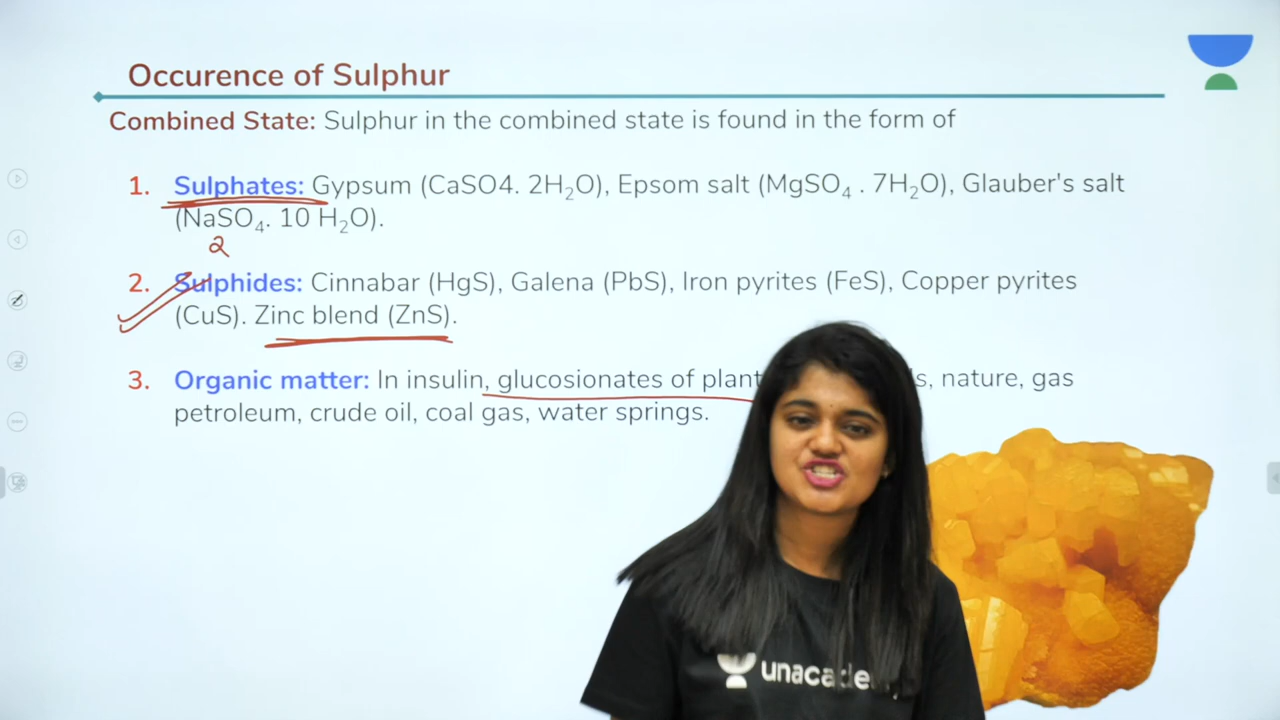 Occurence of Sulphur
Combined State: Sulphur in the combined state is found in the form of
1. Sulphates: Gypsum (CaSO4. 2H₂O), Epsom salt (MgSO₄ . 7H₂O), Glauber's salt
(NaSO₄. 10 H₂O).
2
2. Sulphides: Cinnabar (HgS), Galena (PbS), Iron pyrites (FeS), Copper pyrites
(CuS). Zinc blend (ZnS).
3. Organic matter: In insulin, glucosionates of nature, gas
petroleum, crude oil, coal gas, water springs.
unacade